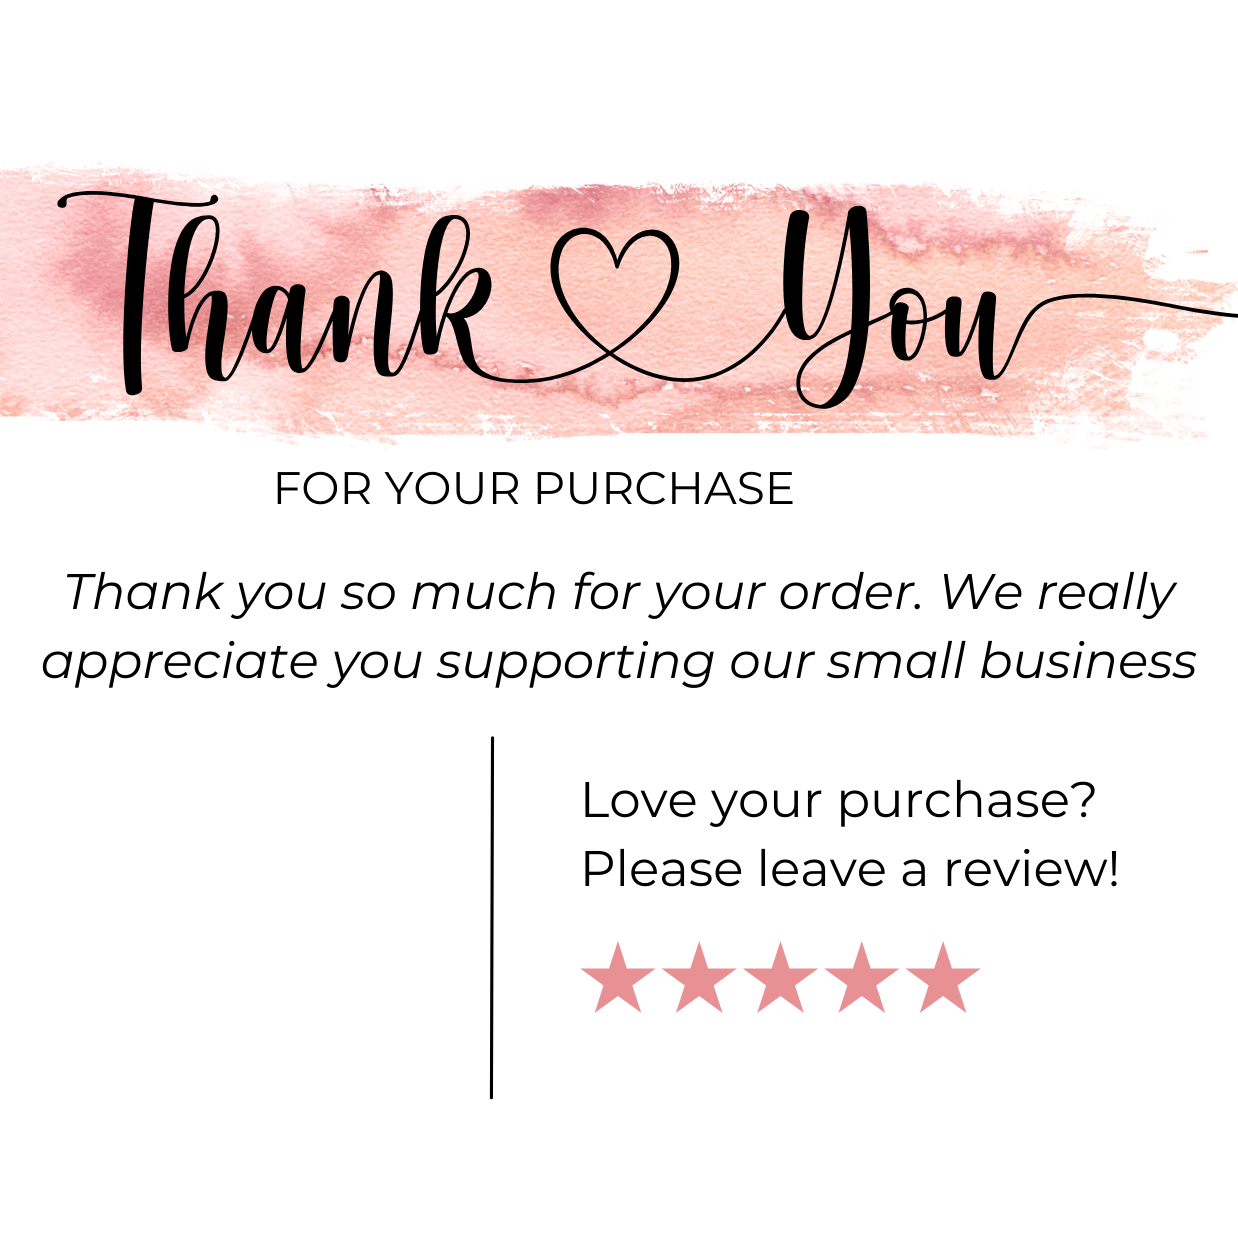 Thank You
FOR YOUR PURCHASE
Thank you so much for your order. We really
appreciate you supporting our small business
Love your purchase?
Please leave a review!